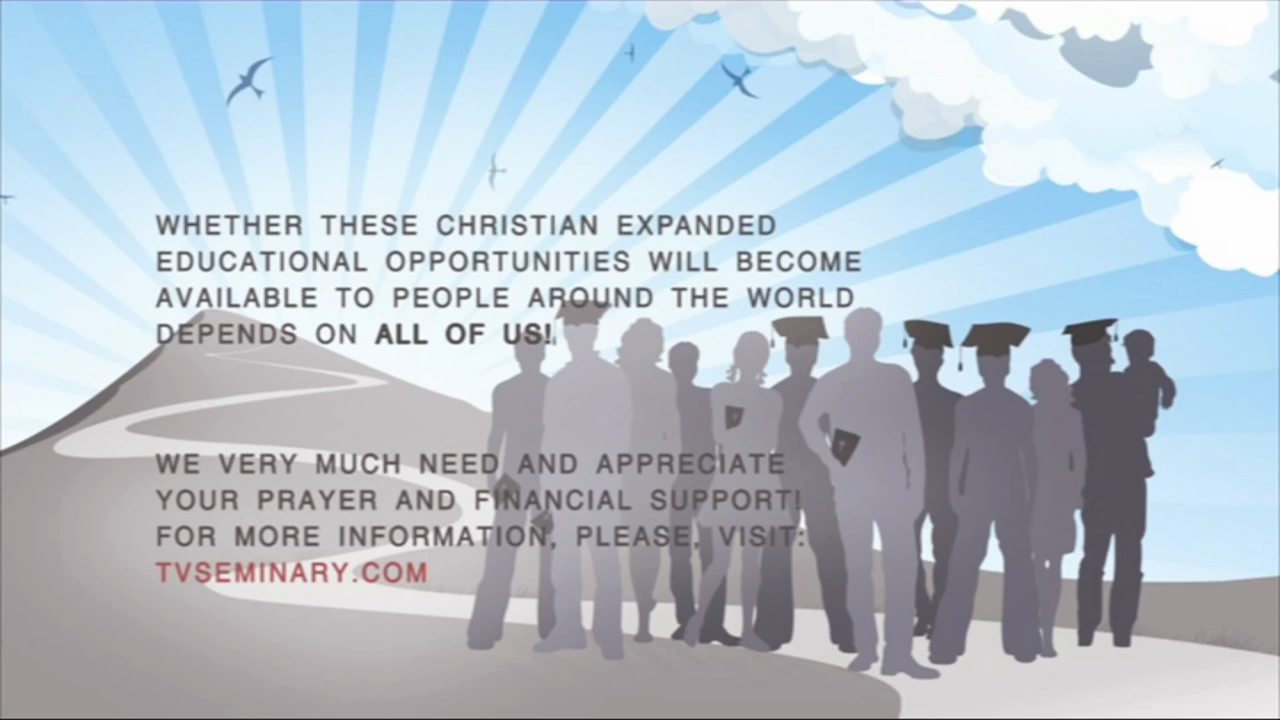 WHETHER THESE CHRISTIAN EXPANDED
EDUCATIONAL OPPORTUNITIES WILL BECOME
AVAILABLE TO PEOPLE AROUND THE WORLD
DEPENDS ON ALL OF US!
WE VERY MUCH NEED AND APPRECIATE
YOUR PRAYER AND FINANCIAL SUPPORT!
FOR MORE INFORMATION, PLEASE, VISIT:
TVSEMINARY.COM